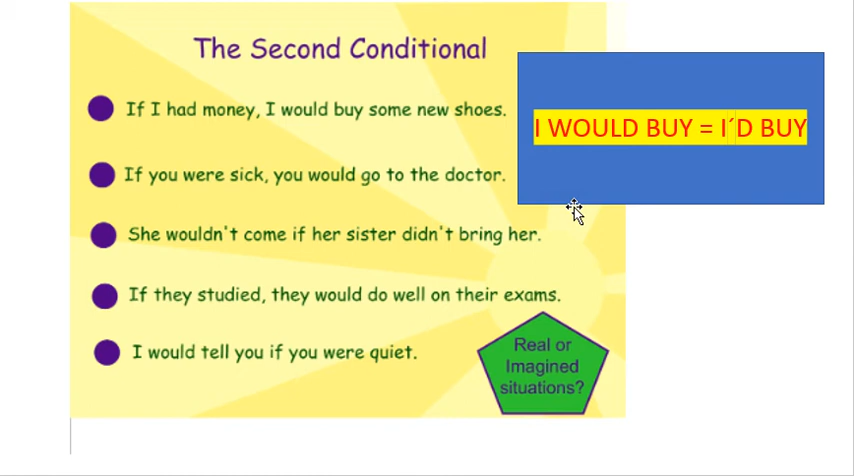 The Second Conditional
If I had money, I would buy some new shoes.
I WOULD BUY = I´D BUY
If you were sick, you would go to the doctor.
She wouldn't come if her sister didn't bring her.
If they studied, they would do well on their exams.
I would tell you if you were quiet.
Real or
Imagined
situations?